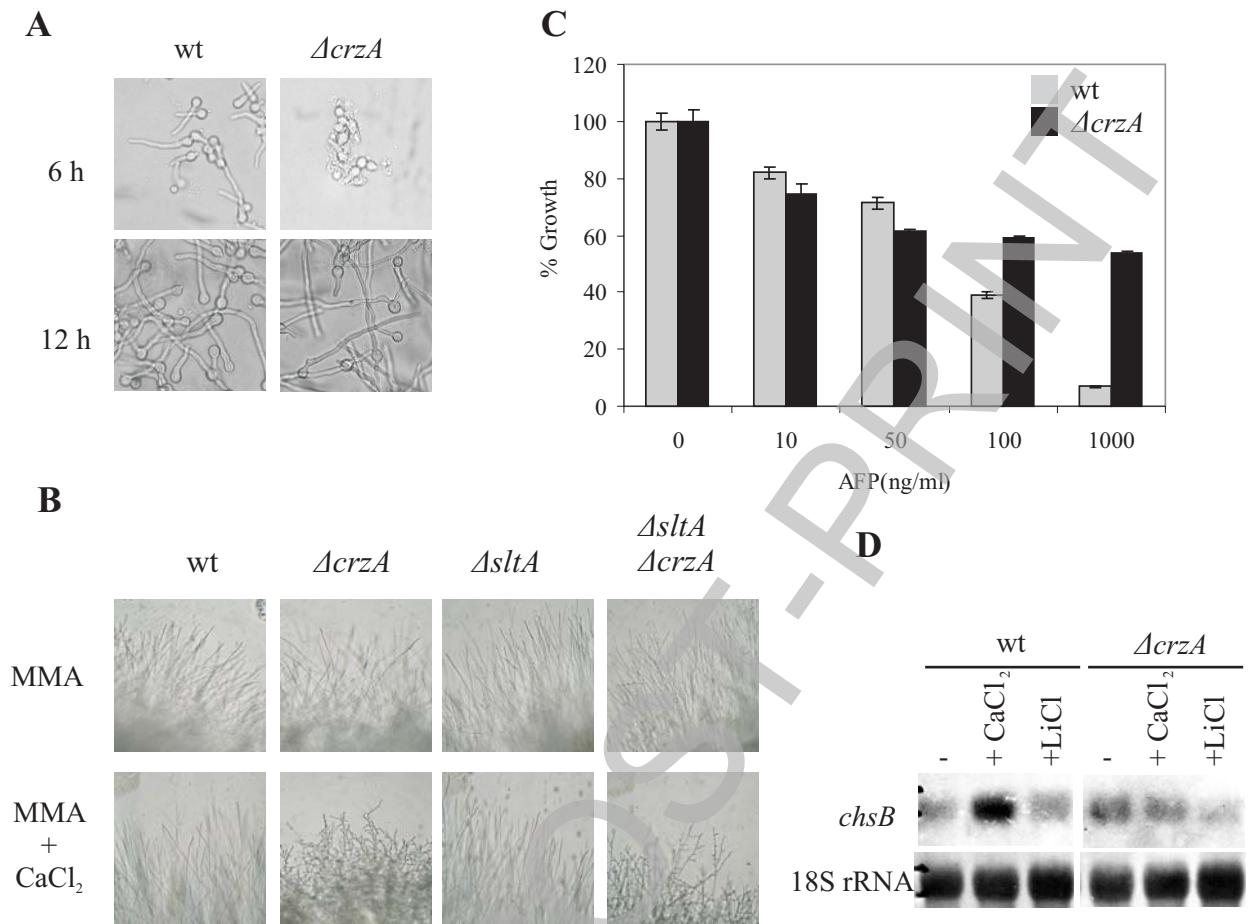 A
wt ΔcrzA
6 h
12 h
C
120
100
80
60
40
20
0
% Growth
wt
ΔcrzA
0 10 50 100 1000
AFP(ng/ml)
B
wt ΔcrzA ΔsltA ΔsltA
ΔcrzA
MMA
MMA
+
CaCl₂
D
wt ΔcrzA
- + CaCl₂ +LiCl - + CaCl₂ +LiCl
chsB
18S rRNA
OST-PRINT